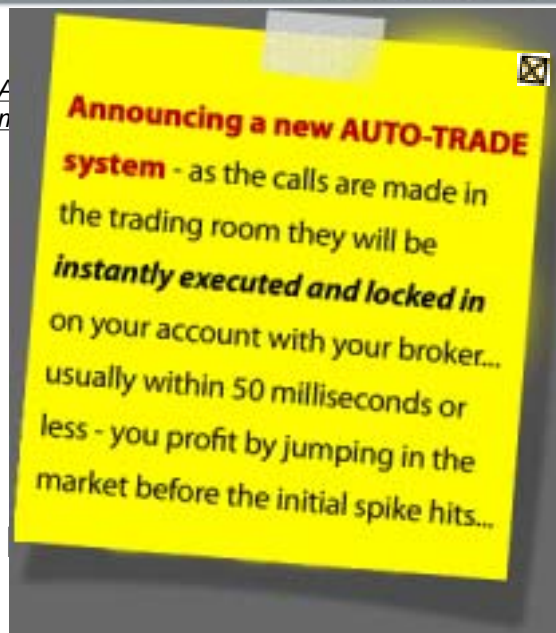 Announcing a new AUTO-TRADE
system - as the calls are made in
the trading room they will be
instantly executed and locked in
on your account with your broker...
usually within 50 milliseconds or
less - you profit by jumping in the
market before the initial spike hits...